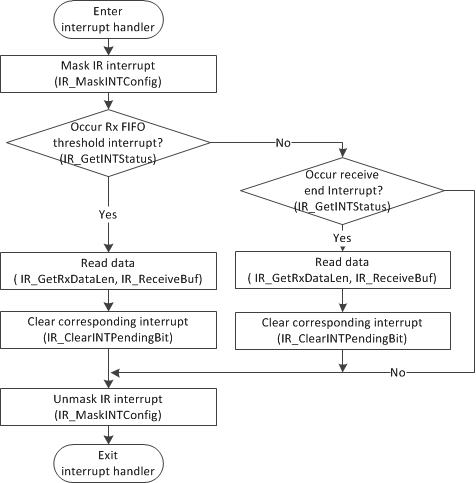 Enter
interrupt handler
Mask IR interrupt
(IR_MaskINTConfig)
Occur Rx FIFO
threshold interrupt?
(IR_GetINTStatus)
No
Occur receive
end Interrupt?
(IR_GetINTStatus)
Yes
Yes
Read data
( IR_GetRxDataLen, IR_ReceiveBuf)
Read data
( IR_GetRxDataLen, IR_ReceiveBuf)
Clear corresponding interrupt
(IR_ClearINTPendingBit)
Clear corresponding interrupt
(IR_ClearINTPendingBit)
No
Unmask IR interrupt
(IR_MaskINTConfig)
Exit
interrupt handler